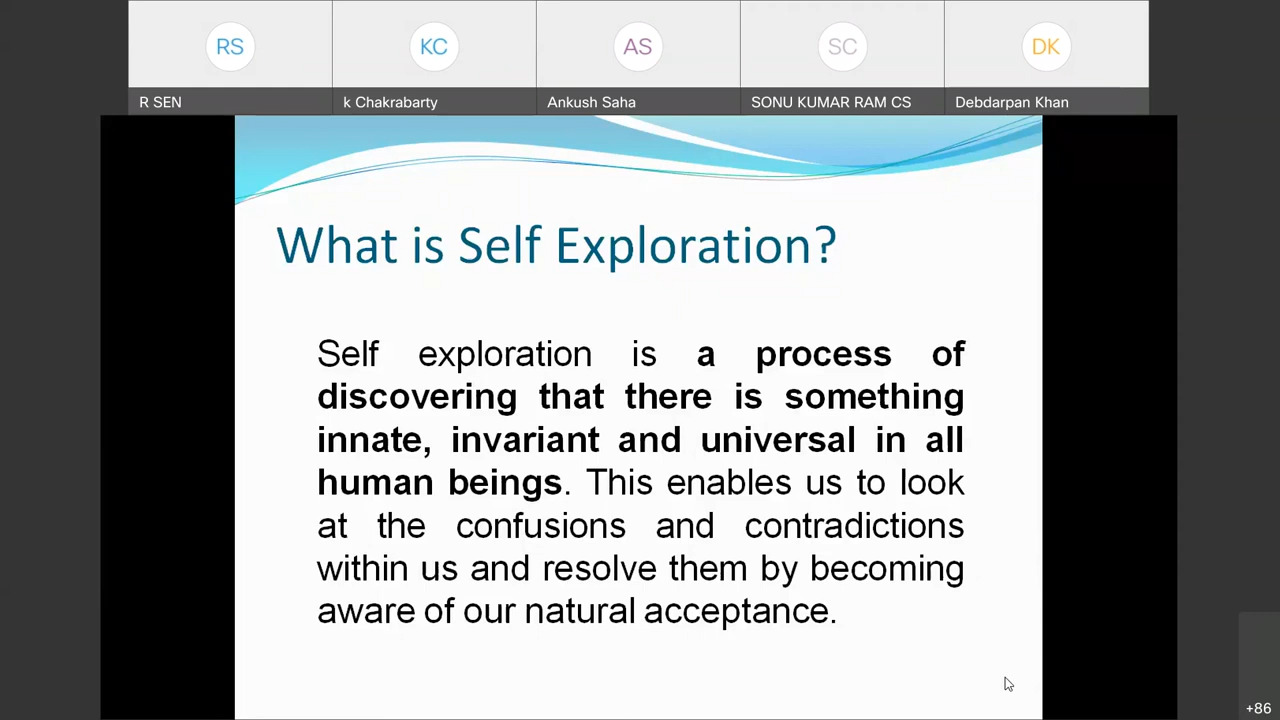 RS
KC
AS
SC
DK
R SEN
k Chakrabarty
Ankush Saha
SONU KUMAR RAM CS
Debdarpan Khan
What is Self Exploration?
Self exploration is a process of
discovering that there is something
innate, invariant and universal in all
human beings. This enables us to look
at the confusions and contradictions
within us and resolve them by becoming
aware of our natural acceptance.
+86